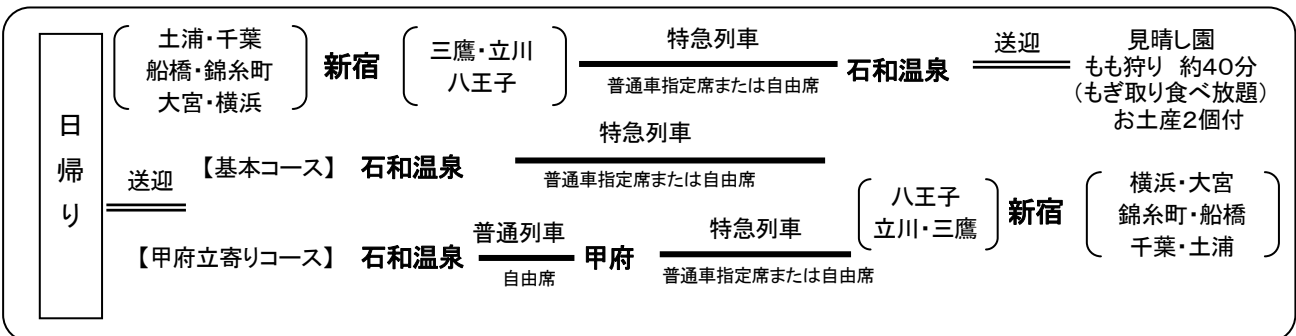 日帰り
土浦・千葉
船橋・錦糸町
大宮・横浜
新宿
三鷹・立川
八王子
特急列車
普通車指定席または自由席
石和温泉
送迎
見晴し園
もも狩り 約40分
(もぎ取り食べ放題)
お土産2個付
送迎
【基本コース】 石和温泉
特急列車
普通車指定席または自由席
【甲府立寄りコース】 石和温泉
普通列車
自由席
甲府
特急列車
普通車指定席または自由席
八王子
立川・三鷹
新宿
横浜・大宮
錦糸町・船橋
千葉・土浦